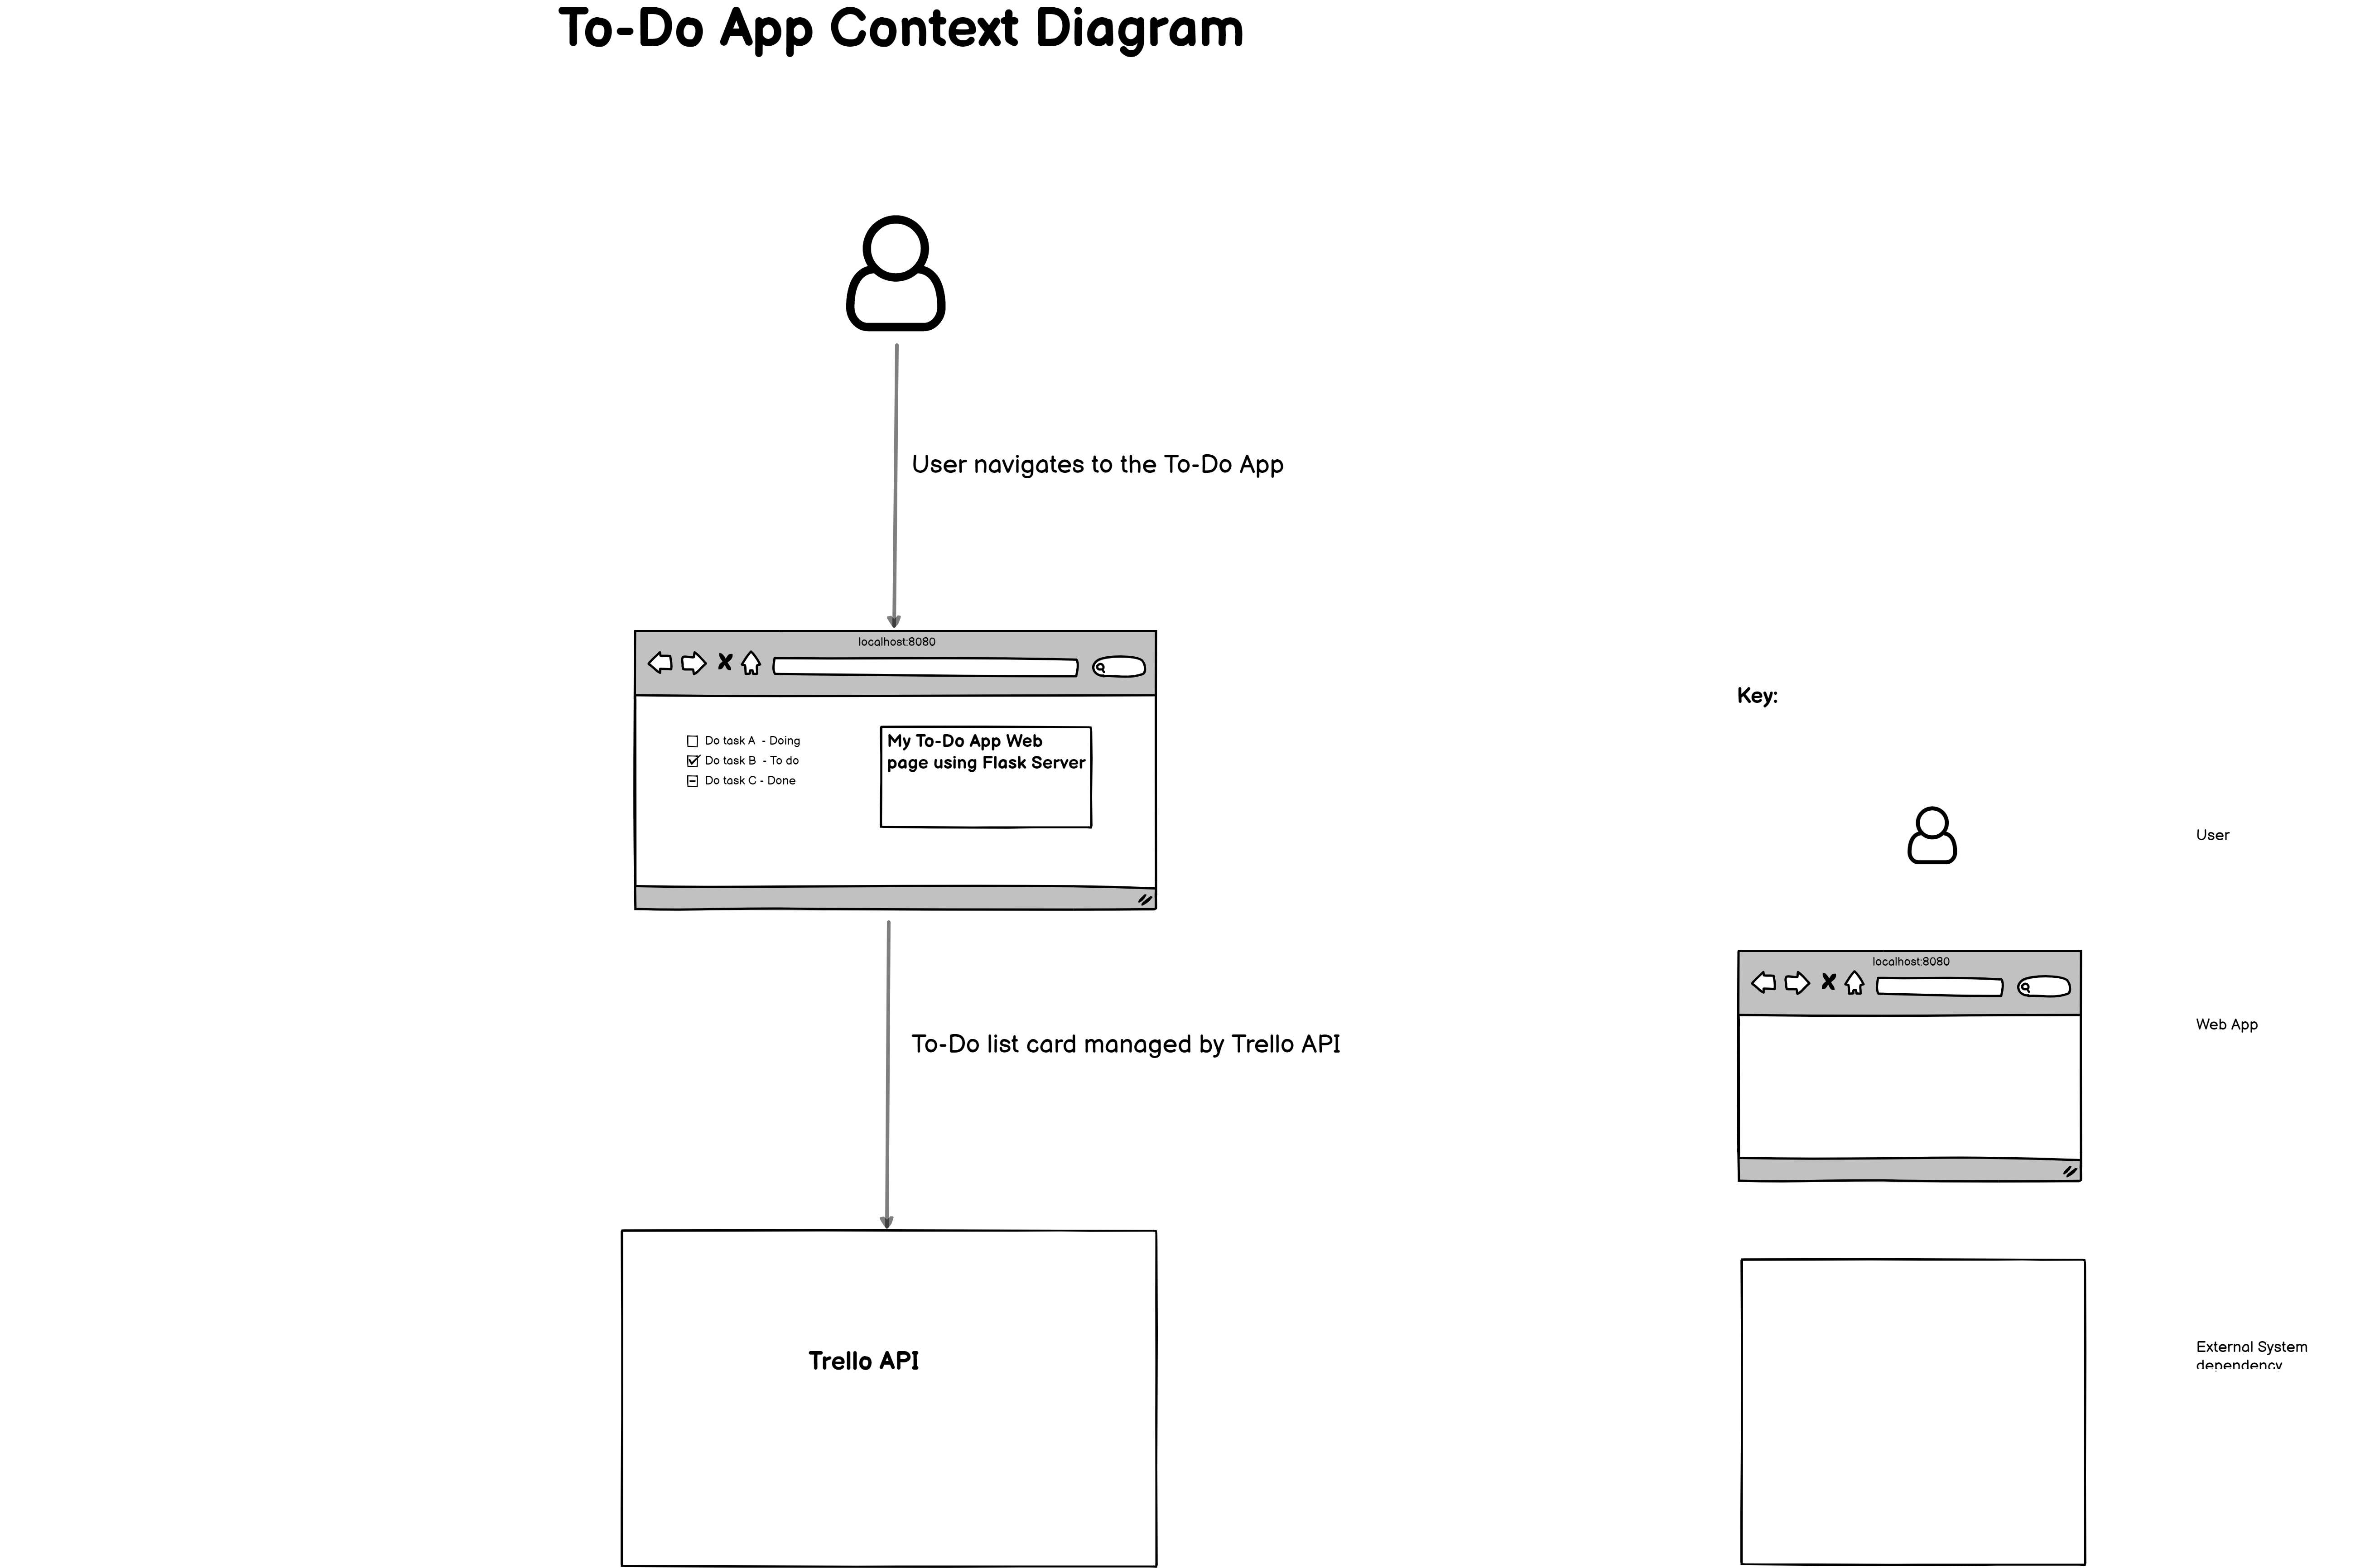 To-Do App Context Diagram
User navigates to the To-Do App
localhost:8080
Do task A  - Doing
Do task B  - To do
Do task C - Done
My To-Do App Web
page using Flask Server
To-Do list card managed by Trello API
Trello API
Key:
User
localhost:8080
Web App
External System
dependency